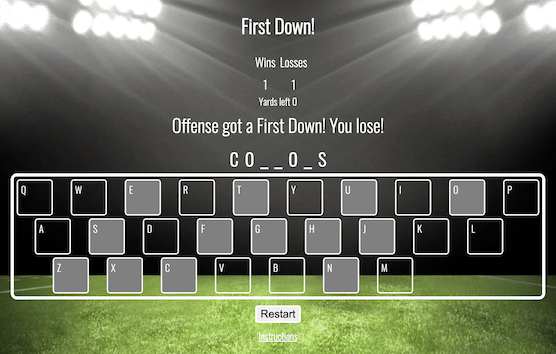 First Down!
Wins Losses
1 1
Yards left 0
Offense got a First Down! You lose!
C O _ _ O _ S
Q W E R T Y U I O P
A S D F G H J K L
Z X C V B N M
Restart
Instructions